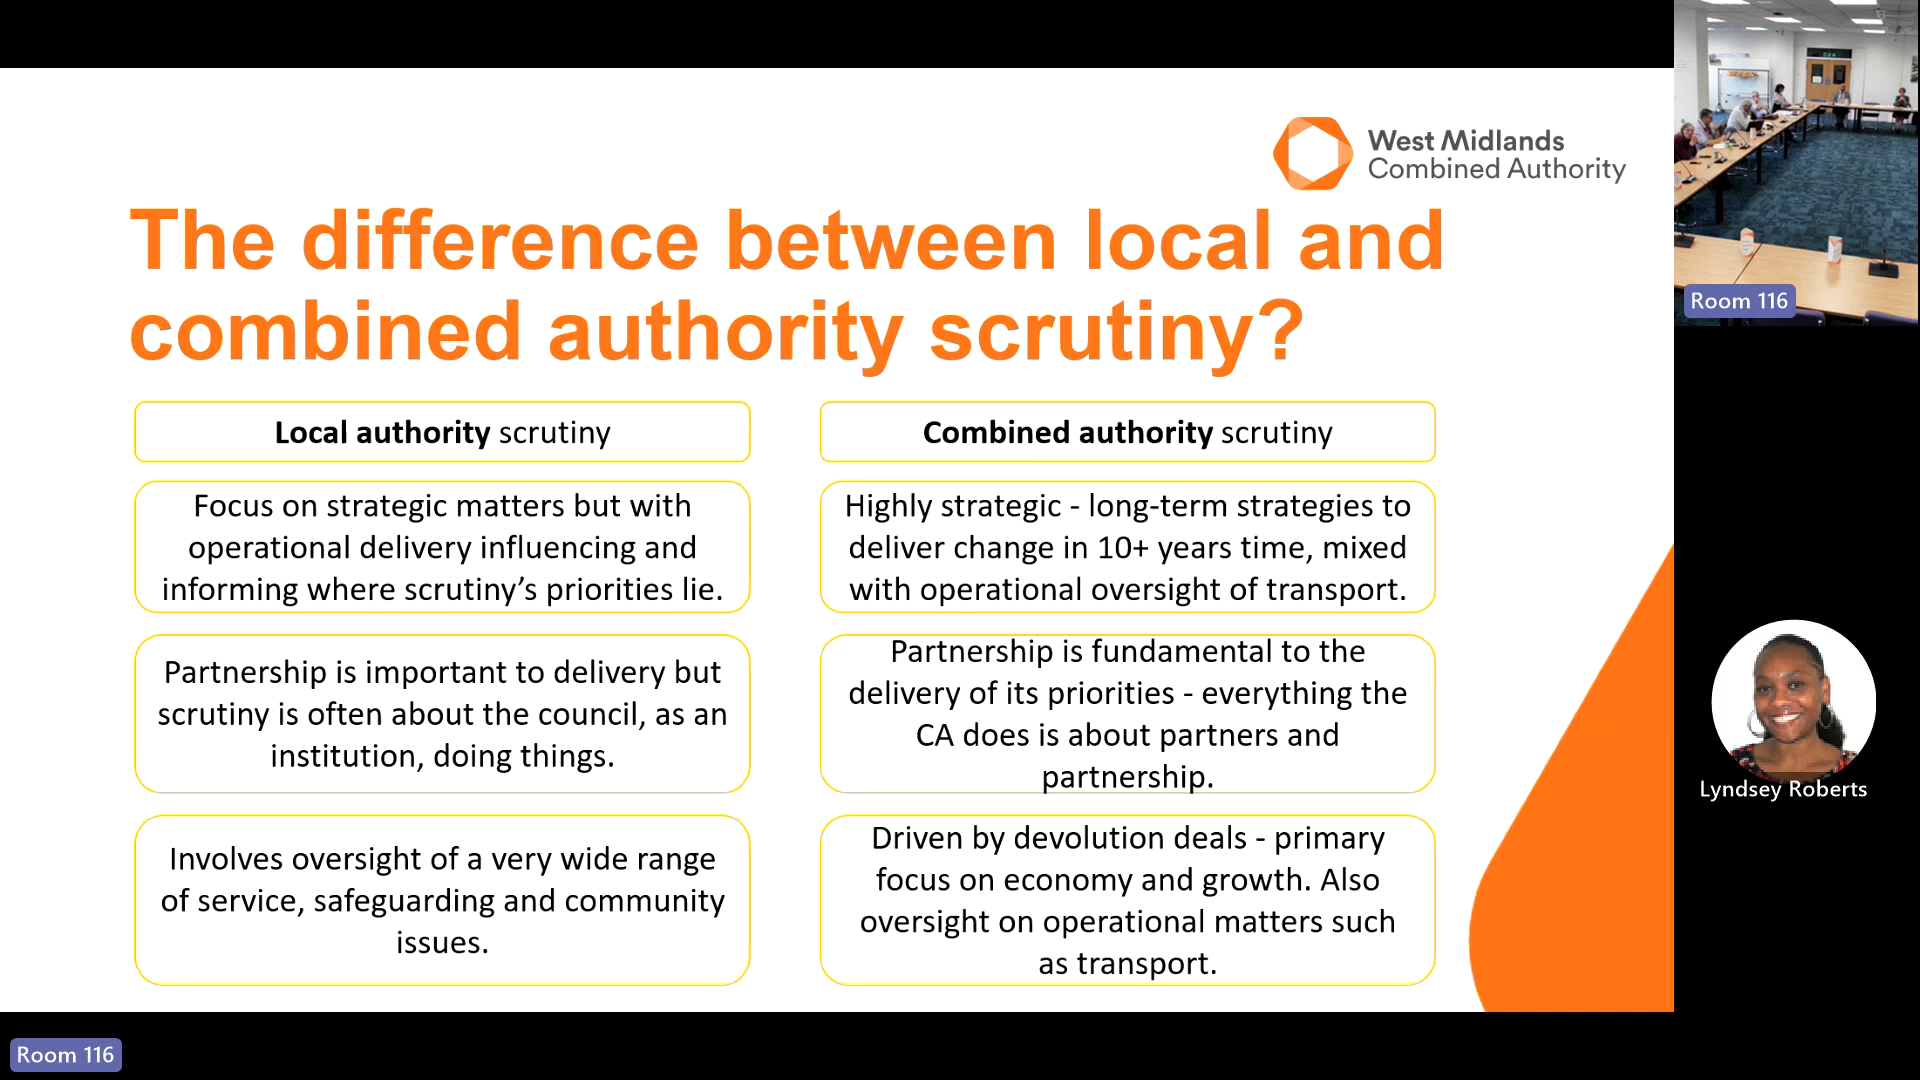 West Midlands
Combined Authority
The difference between local and
combined authority scrutiny?
Local authority scrutiny
Focus on strategic matters but with
operational delivery influencing and
informing where scrutiny’s priorities lie.
Partnership is important to delivery but
scrutiny is often about the council, as an
institution, doing things.
Involves oversight of a very wide range
of service, safeguarding and community
issues.
Combined authority scrutiny
Highly strategic - long-term strategies to
deliver change in 10+ years time, mixed
with operational oversight of transport.
Partnership is fundamental to the
delivery of its priorities - everything the
CA does is about partners and
partnership.
Driven by devolution deals - primary
focus on economy and growth. Also
oversight on operational matters such
as transport.
Room 116
Lyndsey Roberts
Room 116